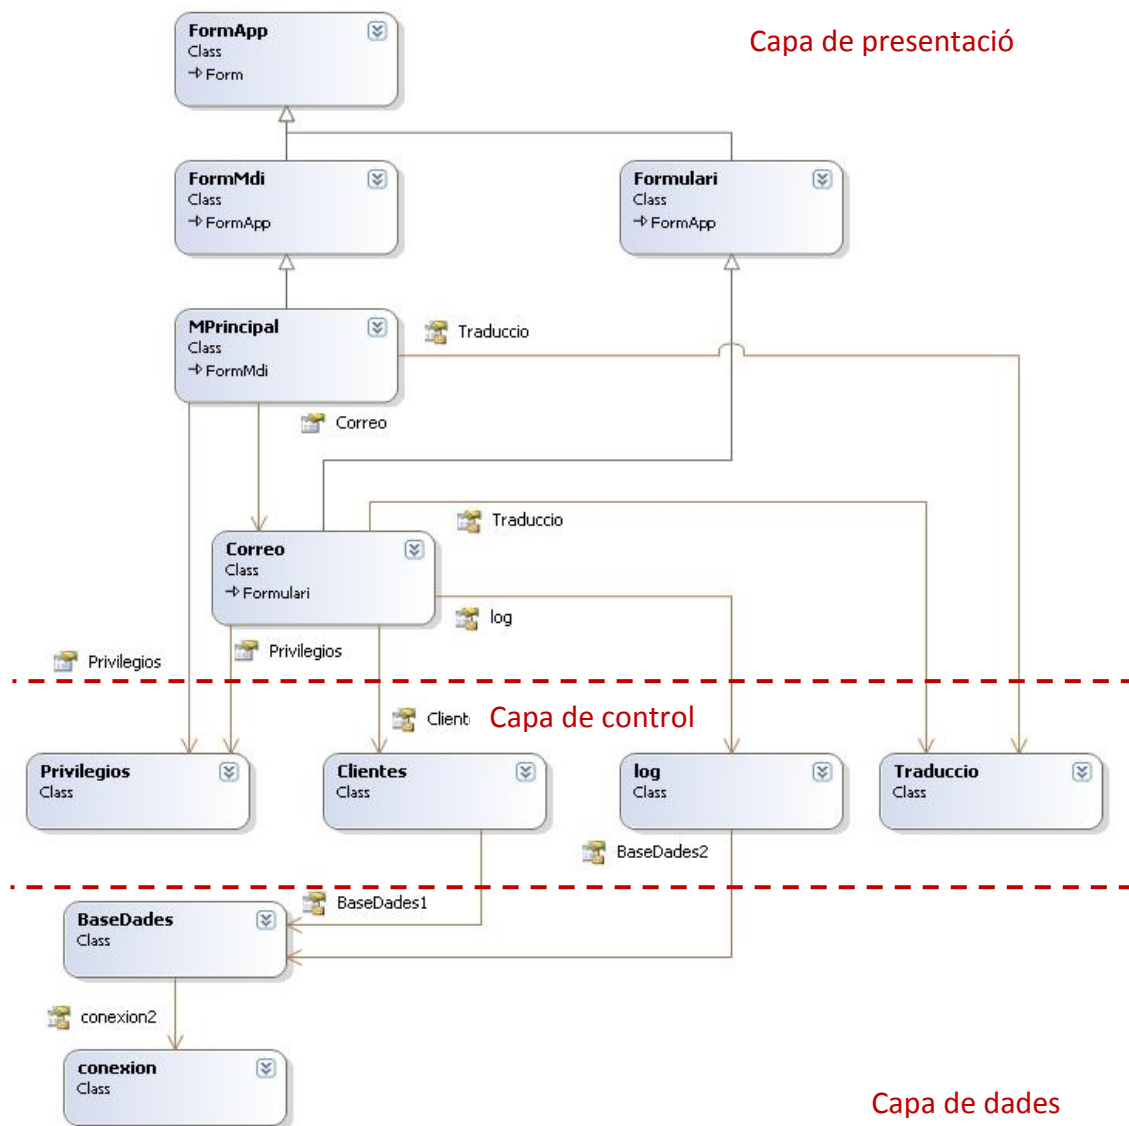 FormApp
Class
Form
Capa de presentació
FormMdi
Class
FormApp
Formulari
Class
FormApp
MPrincipal
Class
FormMdi
Traduccio
Correo
Traduccio
Correo
Class
Formulari
log
Privilegios
Privilegios
Client
Capa de control
Privilegios
Class
Clientes
Class
log
Class
Traduccio
Class
BaseDades2
BaseDades1
BaseDades
Class
conexion2
conexion
Class
Capa de dades